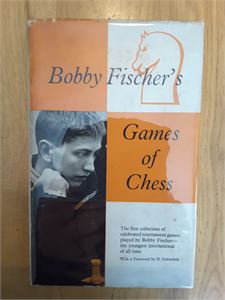 Bobby Fischer's
Games
of
Chess
The first collection of
celebrated tournament games
played by Bobby Fischer—
the youngest international
of all time
With a Foreword by H. Golombek